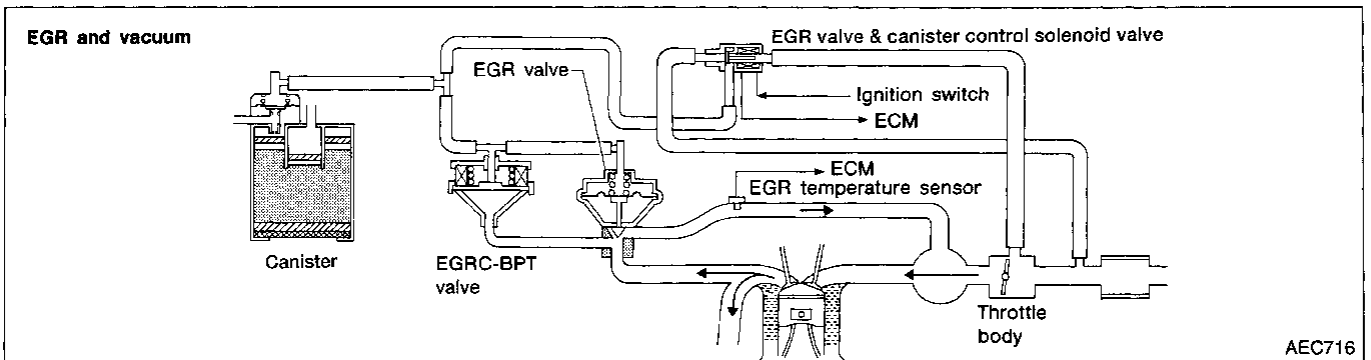 EGR and vacuum
EGR valve & canister control solenoid valve
EGR valve
Ignition switch
ECM
ECM
EGR temperature sensor
Canister
EGRC-BPT
valve
Throttle
body
AEC716